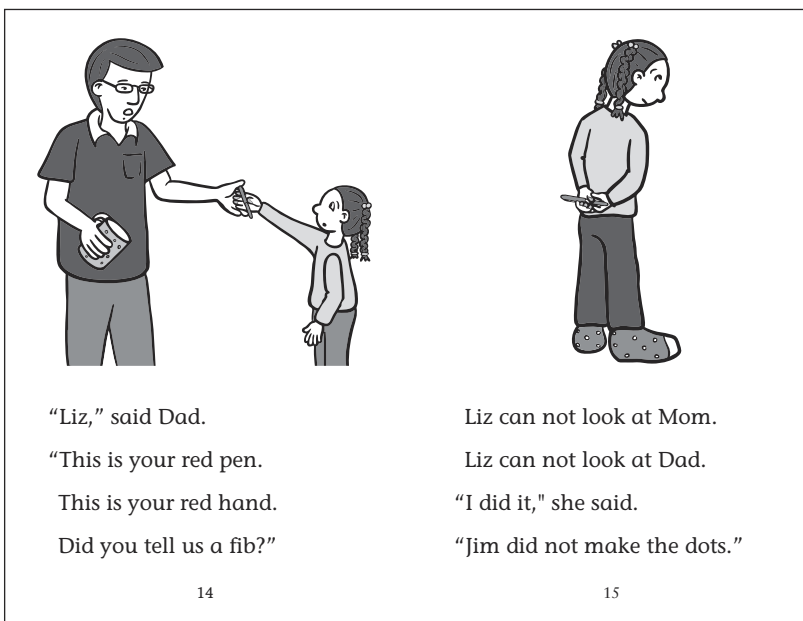 “Liz,” said Dad.
“This is your red pen.
This is your red hand.
Did you tell us a fib?”
14
Liz can not look at Mom.
Liz can not look at Dad.
“I did it," she said.
“Jim did not make the dots.”
15